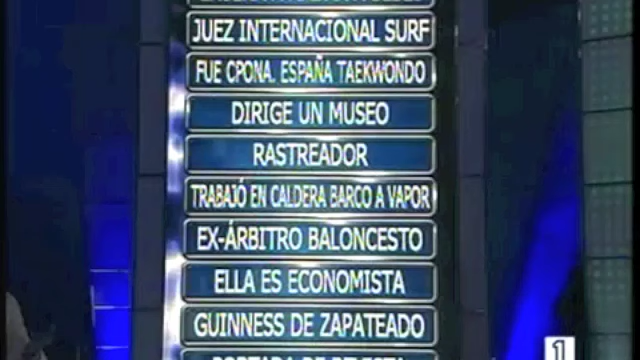 JUEZ INTERNACIONAL SURF
FUE CPONA. ESPAÑA TAEKWONDO
DIRIGE UN MUSEO
RASTREADOR
TRABAJÓ EN CALDERA BARCO A VAPOR
EX-ÁRBITRO BALONCESTO
ELLA ES ECONOMISTA
GUINNESS DE ZAPATEADO
1